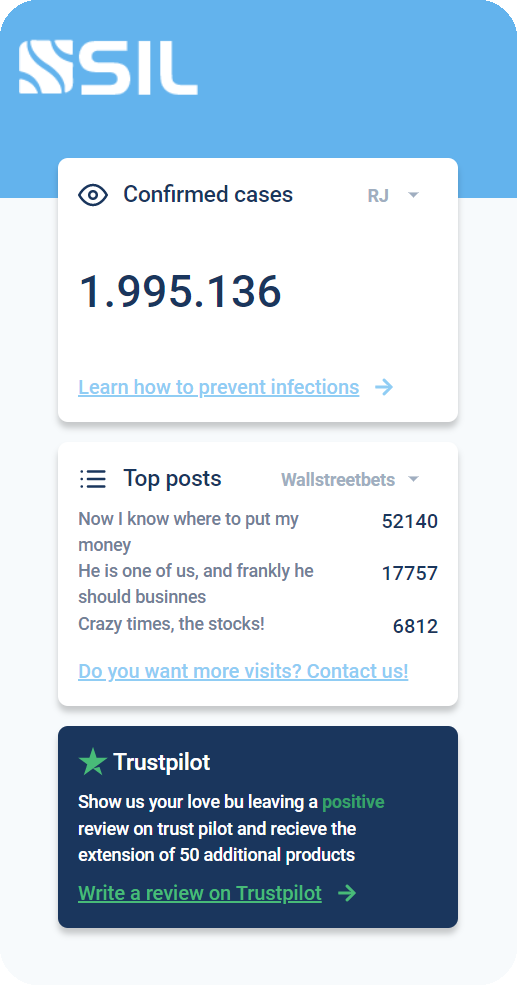 SIL
Confirmed cases
RJ
1.995.136
Learn how to prevent infections
Top posts
Wallstreetbets
Now I know where to put my
money
52140
He is one of us, and frankly he
should businnes
17757
Crazy times, the stocks!
6812
Do you want more visits? Contact us!
Trustpilot
Show us your love bu leaving a positive
review on trust pilot and recieve the
extension of 50 additional products
Write a review on Trustpilot